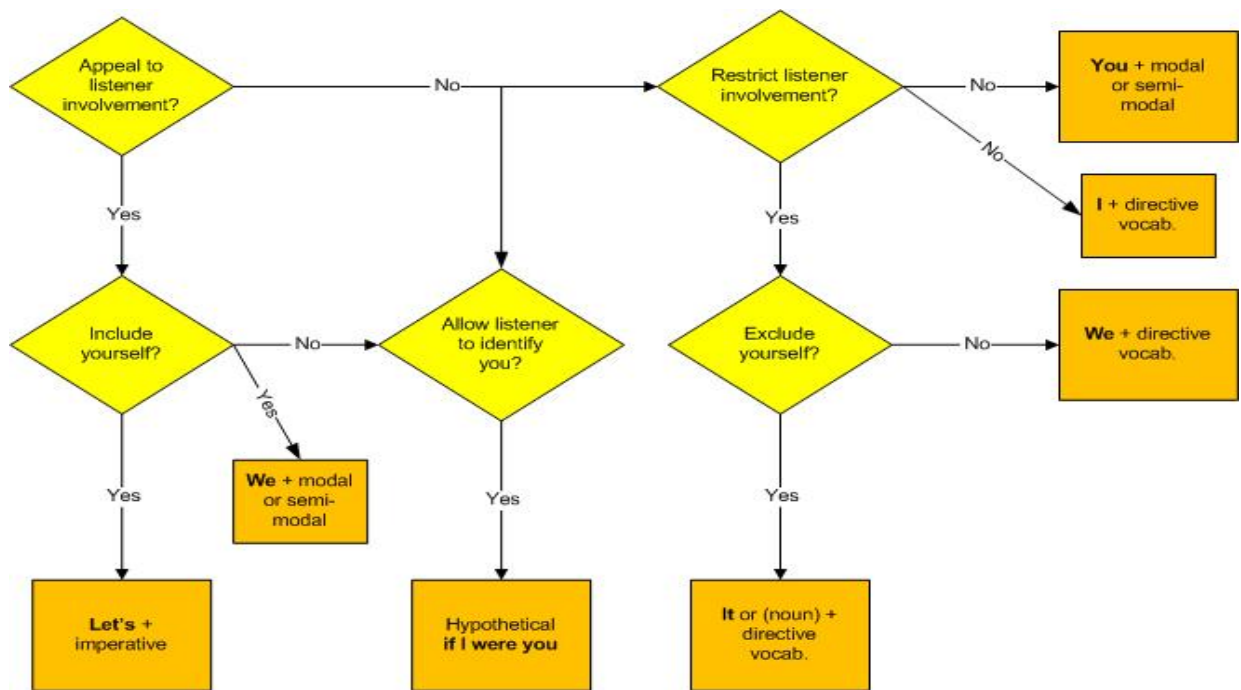 Appeal to
listener
involvement?
No
Restrict listener
involvement?
No
You + modal
or semi-
modal
No
I + directive
vocab.
Yes
Yes
Include
yourself?
No
Allow listener
to identify
you?
Exclude
yourself?
No
We + directive
vocab.
Yes
We + modal
or semi-
modal
Yes
Yes
Yes
Let's +
imperative
Hypothetical
if I were you
It or (noun) +
directive
vocab.